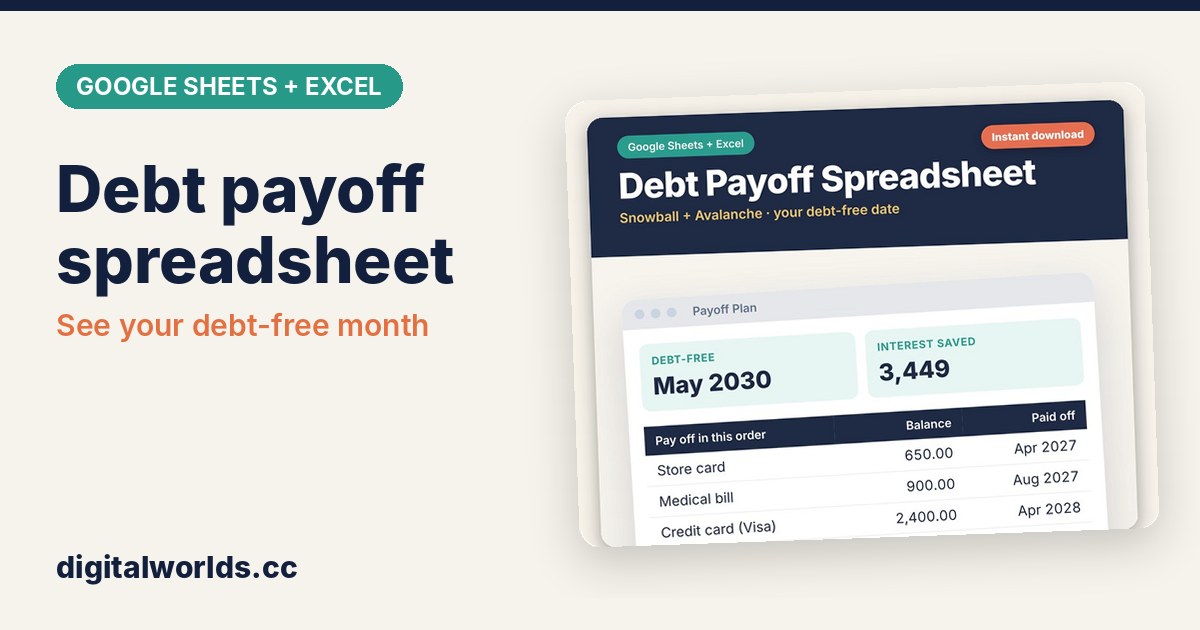 GOOGLE SHEETS + EXCEL
Debt payoff
spreadsheet
See your debt-free month
digitalworlds.cc
Google Sheets + Excel
Instant download
Debt Payoff Spreadsheet
Snowball + Avalanche · your debt-free date
Payoff Plan
DEBT-FREE
May 2030
INTEREST SAVED
3,449
Pay off in this order Balance Paid off
Store card 650.00 Apr 2027
Medical bill 900.00 Aug 2027
Credit card (Visa) 2,400.00 Apr 2028